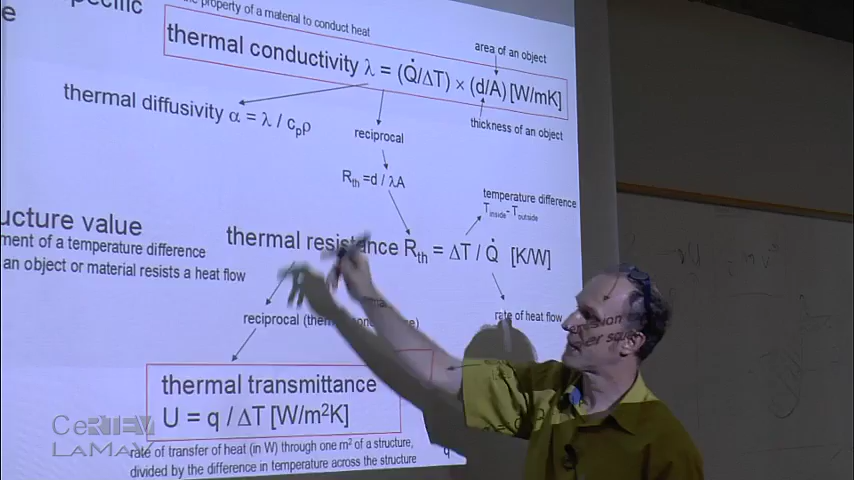 the property of a material to conduct heat
thermal conductivity λ = (Q̇/ΔT) × (d/A) [W/mK]
area of an object
thickness of an object
thermal diffusivity α = λ / cₚρ
reciprocal
Rth =d / λA
temperature difference
Tinside- Toutside
ucture value
ment of a temperature difference
an object or material resists a heat flow
thermal resistance Rth = ΔT / Q̇ [K/W]
rate of heat flow
reciprocal
thermal transmittance
U = q / ΔT [W/m²K]
rate of transfer of heat (in W) through one m² of a structure,
divided by the difference in temperature across the structure
q
CeRTEV
LaMAV